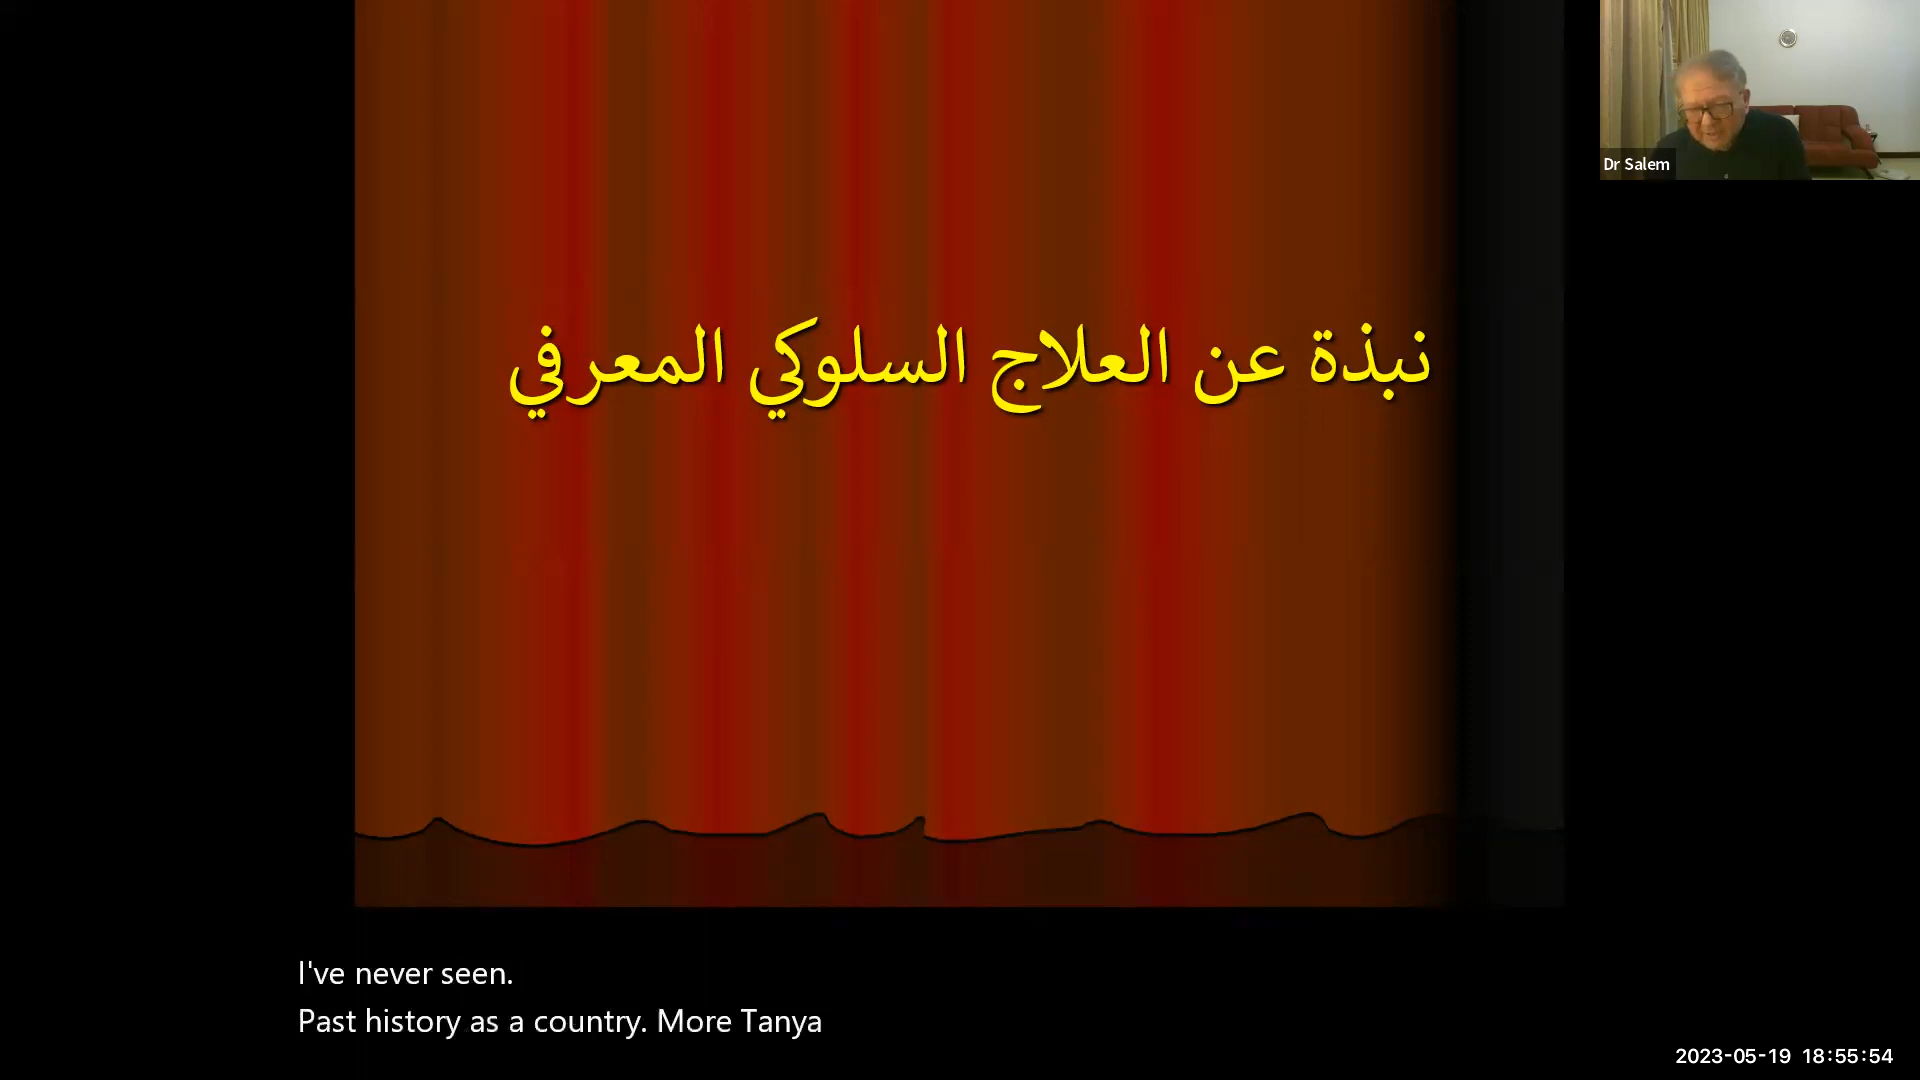 Dr Salem
نبذة عن العلاج السلوكي المعرفي
I've never seen.
Past history as a country. More Tanya
2023-05-19 18:55:54